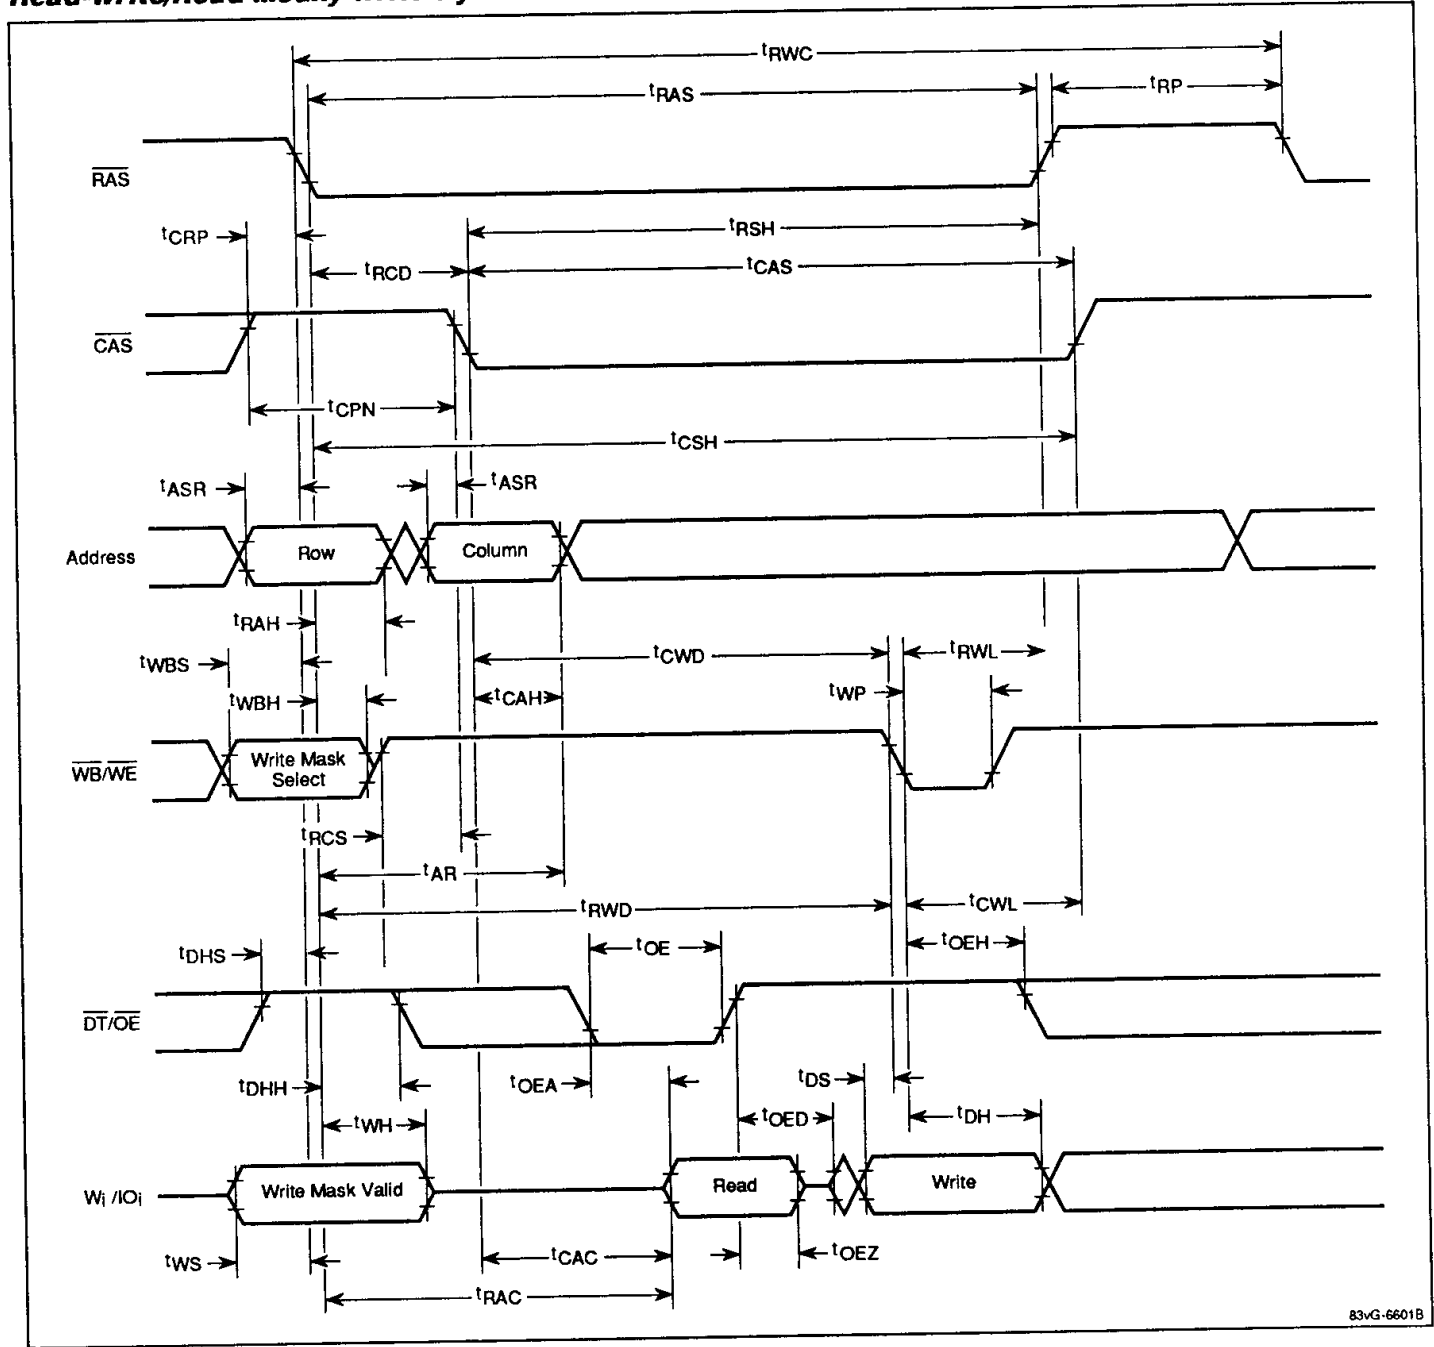 Read-Write/Read-Modify-Write
tRWC
tRAS
tRP
RAS
tCRP
tRSH
tRCD
tCAS
CAS
tCPN
tCSH
tASR
tASR
Address
Row
Column
tRAH
tWBS
tCWD
tRWL
tWBH
tCAH
tWP
WB/WE
Write Mask
Select
tRCS
tAR
tRWD
tCWL
tDHS
tOE
tOEH
DT/OE
tDHH
tOEA
tDS
tWH
tOED
tDH
Wi /IOi
Write Mask Valid
Read
Write
tWS
tCAC
tOEZ
tRAC
83vG-6601B